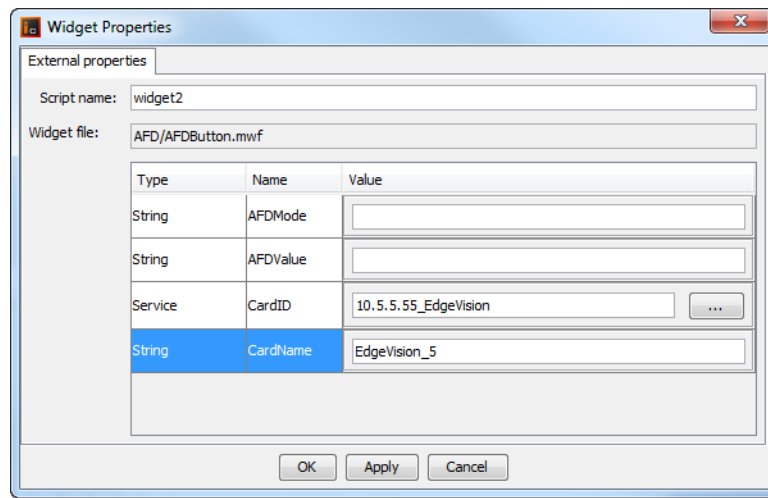 ic Widget Properties
External properties
Script name: widget2
Widget file: AFD/AFDButton.mwf
Type Name Value
String AFDMode
String AFDValue
Service CardID 10.5.5.55_EdgeVision ...
String CardName EdgeVision_5
OK Apply Cancel